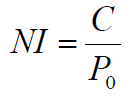 NI = C / P₀